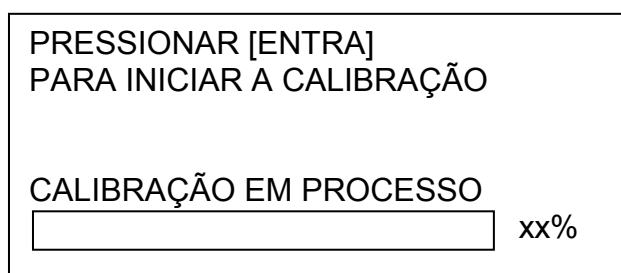 PRESSIONAR [ENTRA]
PARA INICIAR A CALIBRAÇÃO
CALIBRAÇÃO EM PROCESSO
xx%